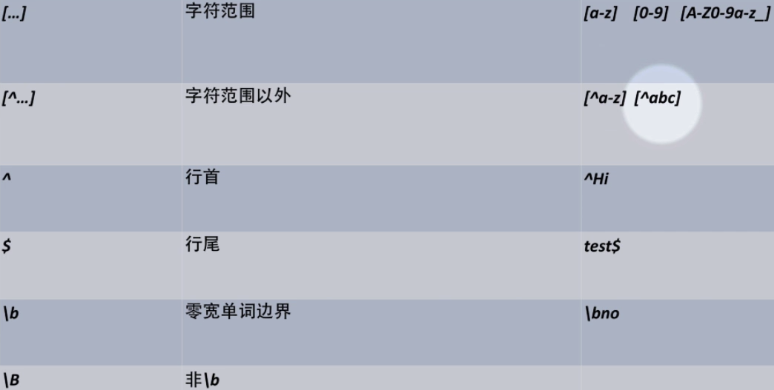 [...] 字符范围 [a-z] [0-9] [A-Z0-9a-z_]
[^...] 字符范围以外 [^a-z] [^abc]
^ 行首 ^Hi
$ 行尾 test$
\b 零宽单词边界 \bno
\B 非\b